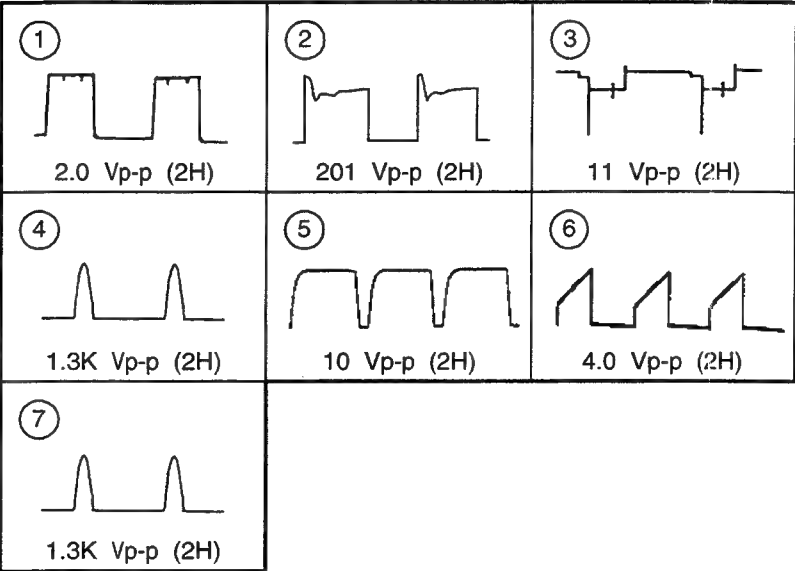 1 2 3
2.0 Vp-p (2H) 201 Vp-p (2H) 11 Vp-p (2H)
4 5 6
1.3K Vp-p (2H) 10 Vp-p (2H) 4.0 Vp-p (2H)
7
1.3K Vp-p (2H)